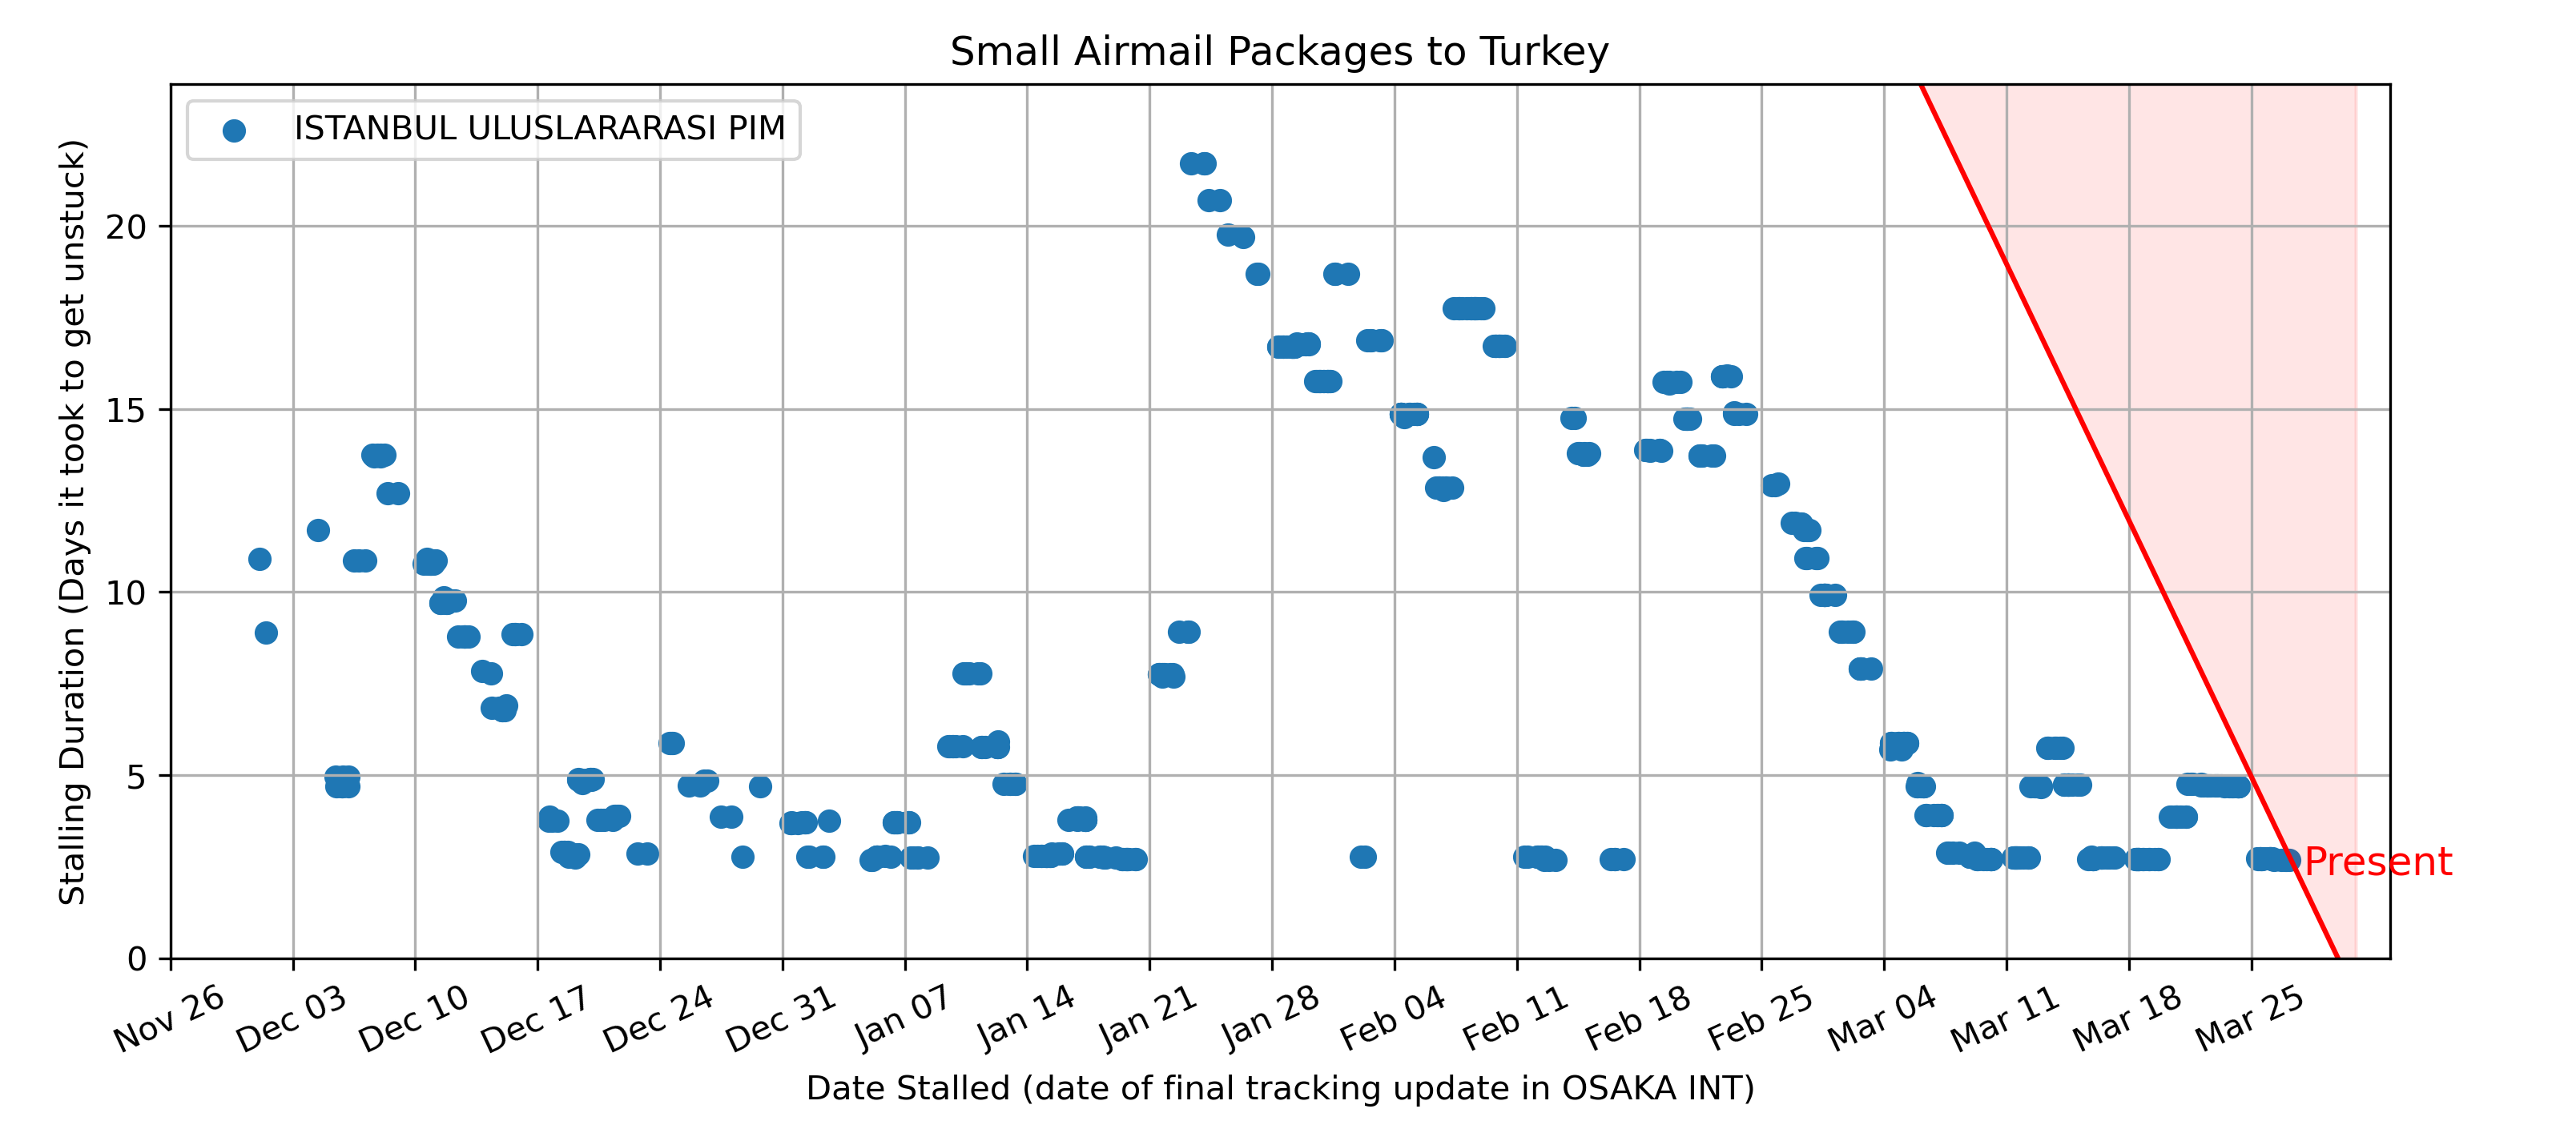 Small Airmail Packages to Turkey
ISTANBUL ULUSLARARASI PIM
Stalling Duration (Days it took to get unstuck)
20
15
10
5
0
Present
Nov 26
Dec 03
Dec 10
Dec 17
Dec 24
Dec 31
Jan 07
Jan 14
Jan 21
Jan 28
Feb 04
Feb 11
Feb 18
Feb 25
Mar 04
Mar 11
Mar 18
Mar 25
Date Stalled (date of final tracking update in OSAKA INT)